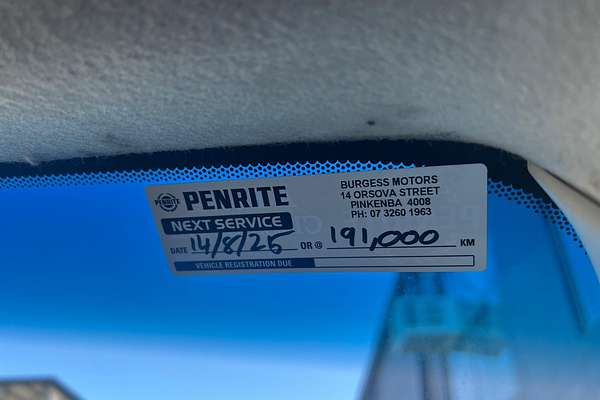 PENRITE PENRITE
NEXT SERVICE
DATE 14/8/25 OR @ 191,000 KM
VEHICLE REGISTRATION DUE
BURGESS MOTORS
14 ORSOVA STREET
PINKENBA 4008
PH: 07 3260 1963